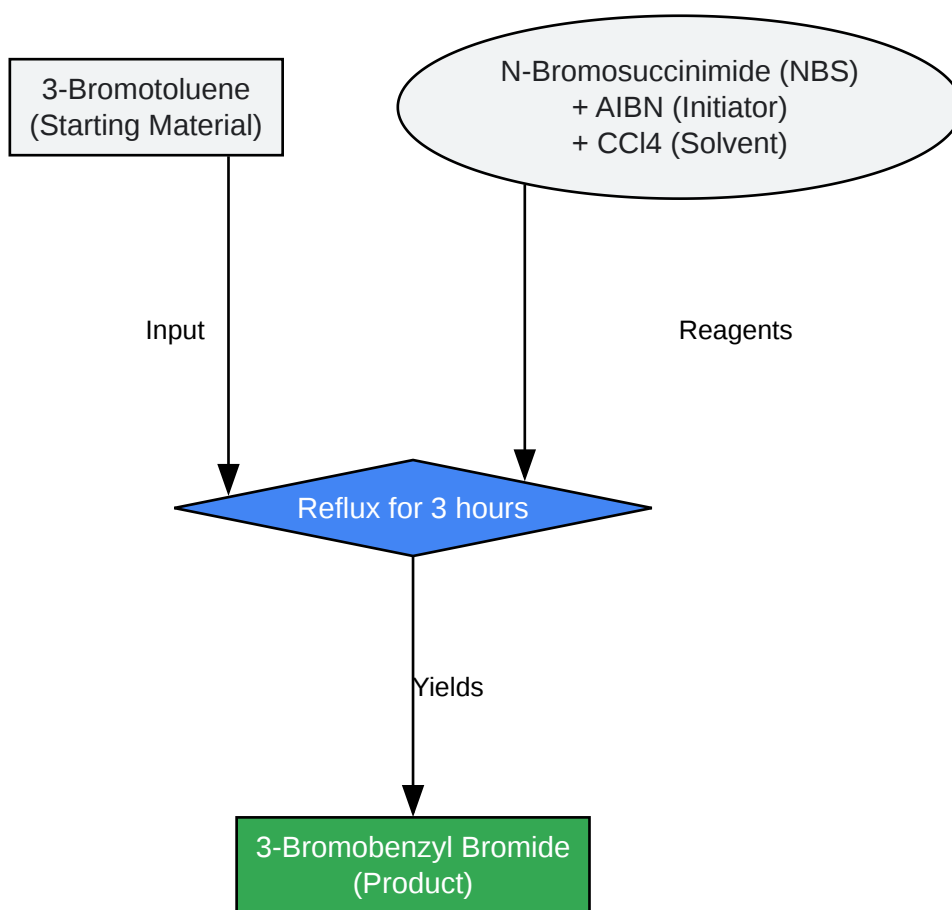 3-Bromotoluene
(Starting Material)
N-Bromosuccinimide (NBS)
+ AIBN (Initiator)
+ CCl4 (Solvent)
Input
Reagents
Reflux for 3 hours
Yields
3-Bromobenzyl Bromide
(Product)